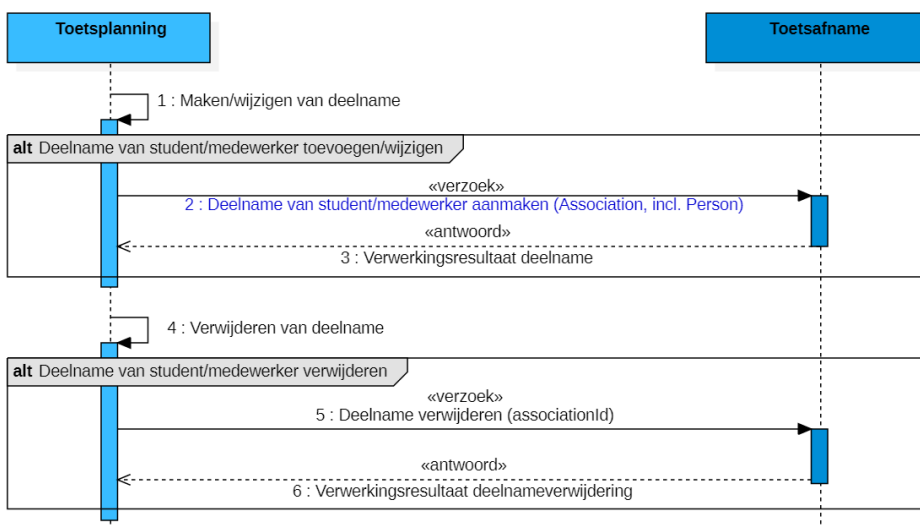 Toetsplanning
Toetsafname
1 : Maken/wijzigen van deelname
alt Deelname van student/medewerker toevoegen/wijzigen
«verzoek»
2 : Deelname van student/medewerker aanmaken (Association, incl. Person)
«antwoord»
3 : Verwerkingsresultaat deelname
4 : Verwijderen van deelname
alt Deelname van student/medewerker verwijderen
«verzoek»
5 : Deelname verwijderen (associationId)
«antwoord»
6 : Verwerkingsresultaat deelnameverwijdering